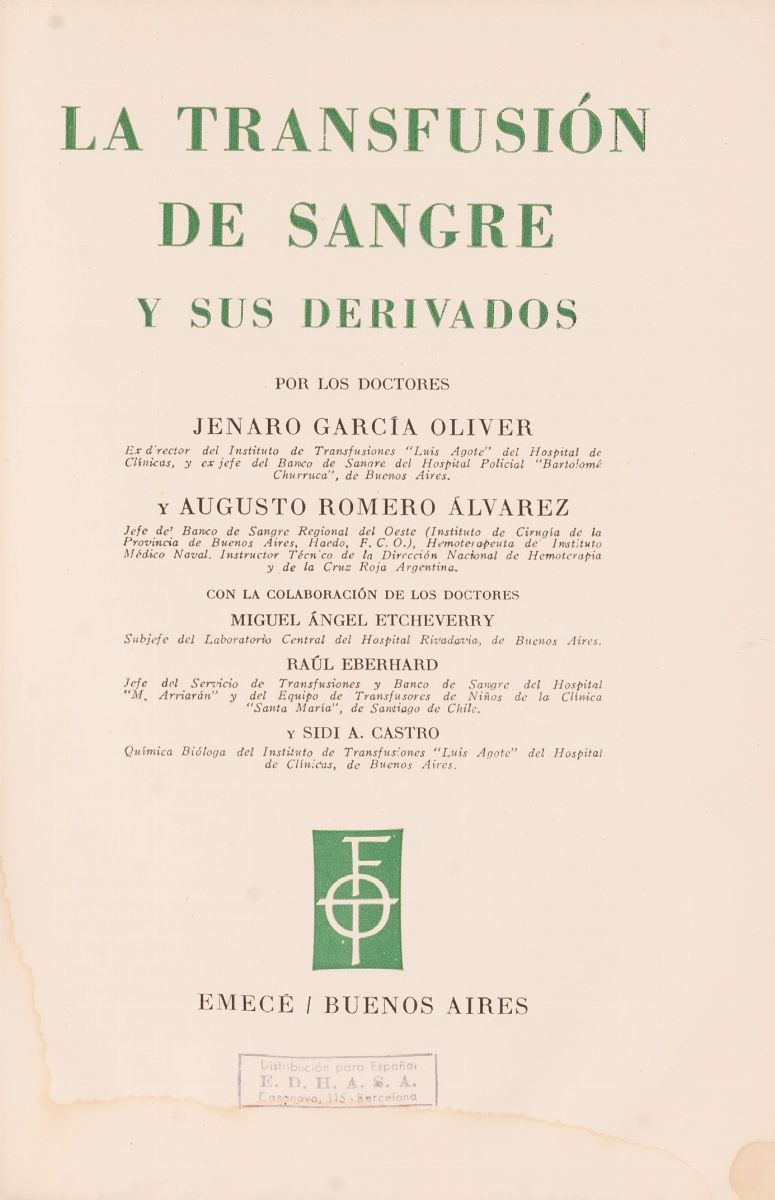 LA TRANSFUSIÓN
DE SANGRE
Y SUS DERIVADOS
POR LOS DOCTORES
JENARO GARCÍA OLIVER
Ex director del Instituto de Transfusiones “Luis Agote” del Hospital de
Clínicas, y ex jefe del Banco de Sangre del Hospital Policial “Bartolomé
Churruca”, de Buenos Aires.
Y AUGUSTO ROMERO ÁLVAREZ
Jefe de' Banco de Sangre Regional del Oeste (Instituto de Cirugía de la
Provincia de Buenos Aires, Haedo, F. C. O.), Hemoterapeuta de' Instituto
Médico Naval. Instructor Técnico de la Dirección Nacional de Hemoterapia
y de la Cruz Roja Argentina.
CON LA COLABORACIÓN DE LOS DOCTORES
MIGUEL ÁNGEL ETCHEVERRY
Subjefe del Laboratorio Central del Hospital Rivadavia, de Buenos Aires.
RAÚL EBERHARD
Jefe del Servicio de Transfusiones y Banco de Sangre del Hospital
“M. Arriarán” y del Equipo de Transfusores de Niños de la Clínica
“Santa María”, de Santiago de Chile.
Y SIDI A. CASTRO
Química Bióloga del Instituto de Transfusiones “Luis Agote” del Hospital
de Clínicas, de Buenos Aires.
EMECÉ / BUENOS AIRES
Distribución para España:
E. D. H. A. S. A.
Casanova, 115 - Barcelona